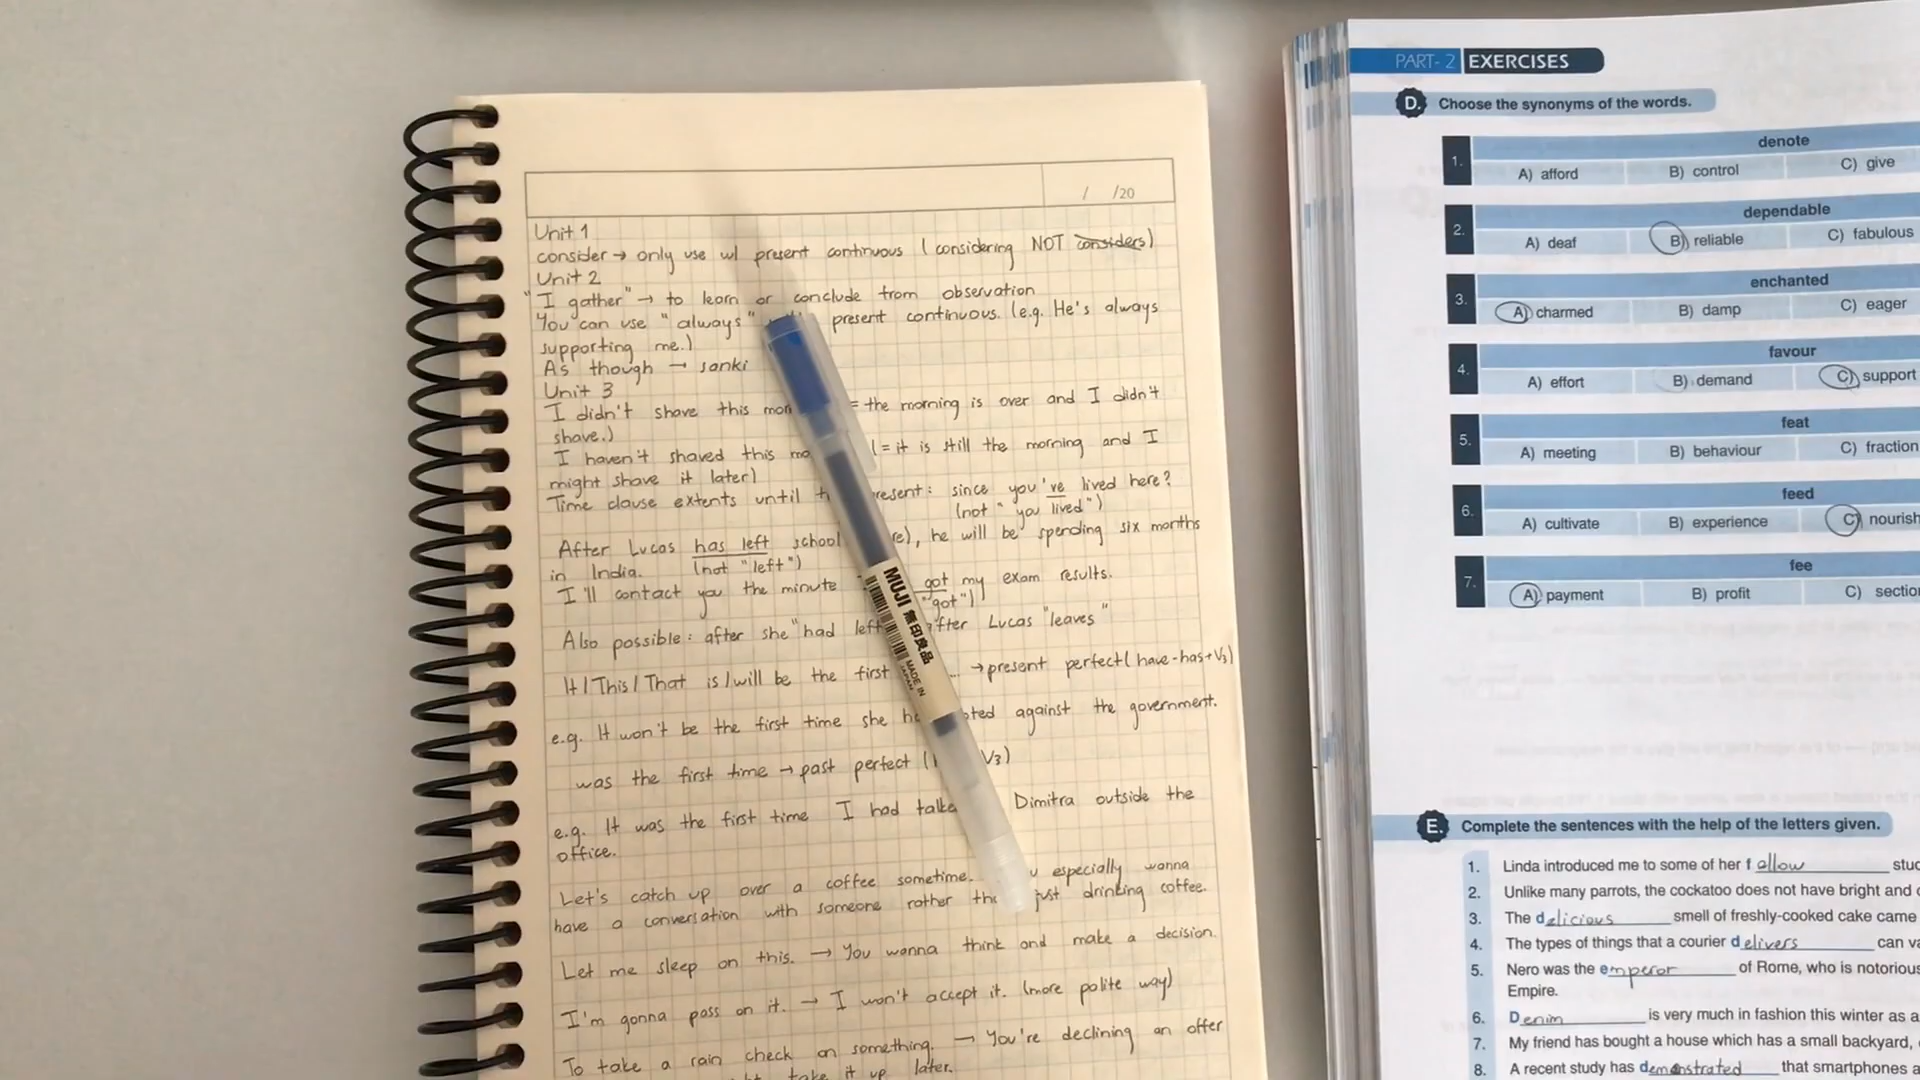 / /20
Unit 1
consider → only use w/ present continuous (considering NOT considers)
Unit 2
"I gather" → to learn or conclude from observation
You can use "always" present continuous. (e.g. He's always
supporting me.)
As though → sanki
Unit 3
I didn't shave this = the morning is over and I didn't
shave.)
I haven't shaved this (= it is still the morning and I
might shave it later)
Time clause extents until : since you've lived here?
(not "you lived")
After Lucas has left school , he will be spending six months
in India. (not "left")
I'll contact you the minute got my exam results.
"got")
Also possible: after she "had left after Lucas "leaves"
It / This / That is / will be the first ... → present perfect (have-has+V3)
e.g. It won't be the first time she against the government.
was the first time → past perfect ( V3)
e.g. It was the first time I had Dimitra outside the
office.
Let's catch up over a coffee sometime. especially wanna
have a conversation with someone rather just drinking coffee.
Let me sleep on this. → You wanna think and make a decision.
I'm gonna pass on it. → I won't accept it. (more polite way)
To take a rain check on something. → You're declining an offer
take it up later.
MUJI 無印良品
MADE IN
JAPAN
PART- 2 EXERCISES
D. Choose the synonyms of the words.
1. denote
A) afford B) control C) give
2. dependable
A) deaf B) reliable C) fabulous
3. enchanted
A) charmed B) damp C) eager
4. favour
A) effort B) demand C) support
5. feat
A) meeting B) behaviour C) fraction
6. feed
A) cultivate B) experience C) nourish
7. fee
A) payment B) profit C) sectio
E. Complete the sentences with the help of the letters given.
1. Linda introduced me to some of her f ellow stuc
2. Unlike many parrots, the cockatoo does not have bright and
3. The delicious smell of freshly-cooked cake came
4. The types of things that a courier delivers can va
5. Nero was the emperor of Rome, who is notorious
Empire.
6. Denim is very much in fashion this winter as a
7. My friend has bought a house which has a small backyard,
8. A recent study has demonstrated that smartphones a